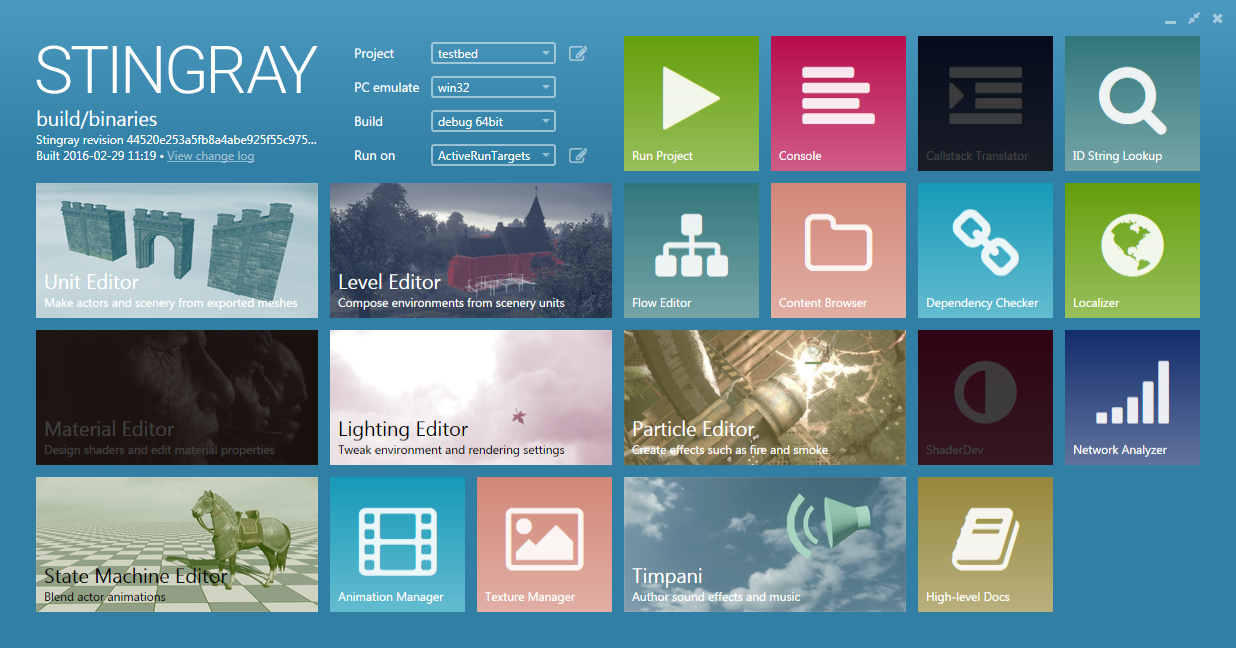 STINGRAY
build/binaries
Stingray revision 44520e253a5fb8a4abe925f55c975...
Built 2016-02-29 11:19 • View change log
Project
testbed
PC emulate
win32
Build
debug 64bit
Run on
ActiveRunTargets
Run Project
Console
Callstack Translator
ID String Lookup
Unit Editor
Make actors and scenery from exported meshes
Level Editor
Compose environments from scenery units
Flow Editor
Content Browser
Dependency Checker
Localizer
Material Editor
Design shaders and edit material properties
Lighting Editor
Tweak environment and rendering settings
Particle Editor
Create effects such as fire and smoke
ShaderDev
Network Analyzer
State Machine Editor
Blend actor animations
Animation Manager
Texture Manager
Timpani
Author sound effects and music
High-level Docs